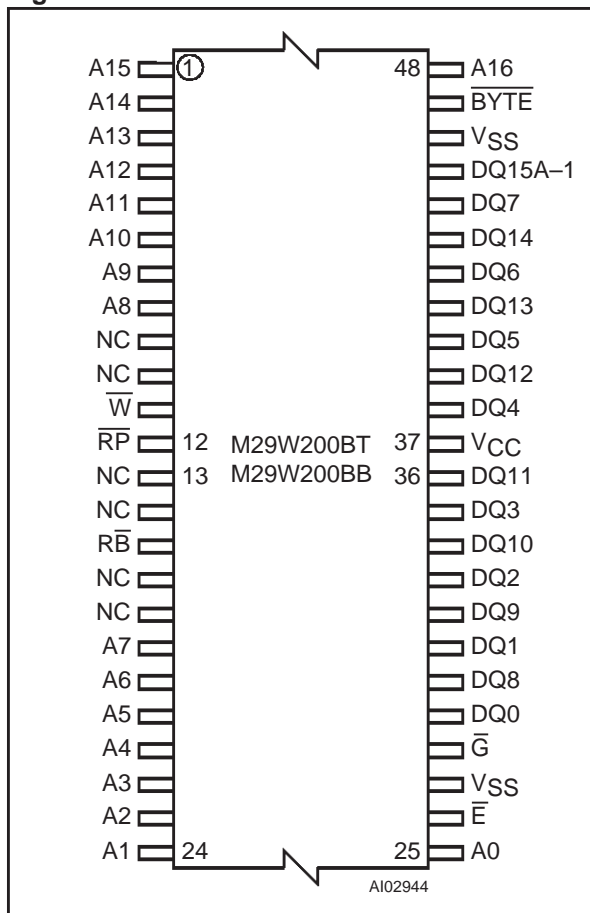 A15 1 48 A16
A14 B̅Y̅T̅E̅
A13 VSS
A12 DQ15A–1
A11 DQ7
A10 DQ14
A9 DQ6
A8 DQ13
NC DQ5
NC DQ12
W̅ DQ4
R̅P̅ 12 M29W200BT 37 VCC
NC 13 M29W200BB 36 DQ11
NC DQ3
RB̅ DQ10
NC DQ2
NC DQ9
A7 DQ1
A6 DQ8
A5 DQ0
A4 G̅
A3 VSS
A2 E̅
A1 24 25 A0
AI02944